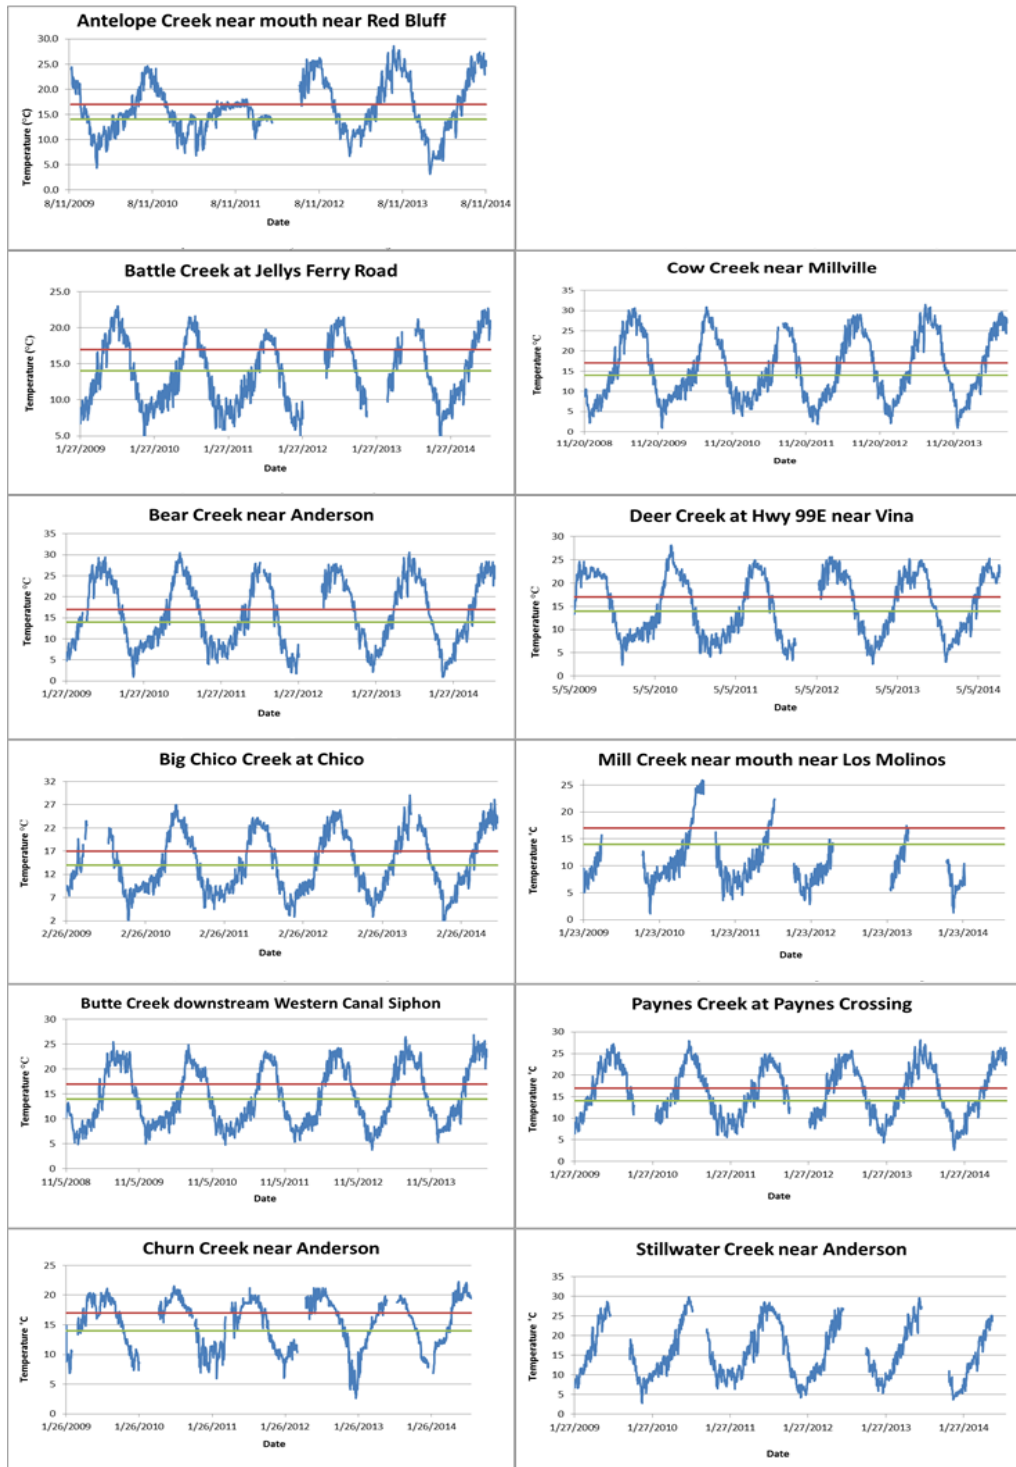 Antelope Creek near mouth near Red Bluff
30.0
25.0
20.0
15.0
10.0
5.0
0.0
Temperature (°C)
8/11/2009 8/11/2010 8/11/2011 8/11/2012 8/11/2013 8/11/2014
Date
Battle Creek at Jellys Ferry Road
25.0
20.0
15.0
10.0
5.0
Temperature (°C)
1/27/2009 1/27/2010 1/27/2011 1/27/2012 1/27/2013 1/27/2014
Date
Cow Creek near Millville
35
30
25
20
15
10
5
0
Temperature °C
11/20/2008 11/20/2009 11/20/2010 11/20/2011 11/20/2012 11/20/2013
Date
Bear Creek near Anderson
35
30
25
20
15
10
5
0
Temperature °C
1/27/2009 1/27/2010 1/27/2011 1/27/2012 1/27/2013 1/27/2014
Date
Deer Creek at Hwy 99E near Vina
30
25
20
15
10
5
0
Temperature °C
5/5/2009 5/5/2010 5/5/2011 5/5/2012 5/5/2013 5/5/2014
Date
Big Chico Creek at Chico
32
27
22
17
12
7
2
Temperature °C
2/26/2009 2/26/2010 2/26/2011 2/26/2012 2/26/2013 2/26/2014
Date
Mill Creek near mouth near Los Molinos
25
20
15
10
5
0
Temperature °C
1/23/2009 1/23/2010 1/23/2011 1/23/2012 1/23/2013 1/23/2014
Date
Butte Creek downstream Western Canal Siphon
30
25
20
15
10
5
0
Temperature °C
11/5/2008 11/5/2009 11/5/2010 11/5/2011 11/5/2012 11/5/2013
Date
Paynes Creek at Paynes Crossing
30
25
20
15
10
5
0
Temperature °C
1/27/2009 1/27/2010 1/27/2011 1/27/2012 1/27/2013 1/27/2014
Date
Churn Creek near Anderson
25
20
15
10
5
0
Temperature °C
1/26/2009 1/26/2010 1/26/2011 1/26/2012 1/26/2013 1/26/2014
Date
Stillwater Creek near Anderson
35
30
25
20
15
10
5
0
Temperature °C
1/27/2009 1/27/2010 1/27/2011 1/27/2012 1/27/2013 1/27/2014
Date